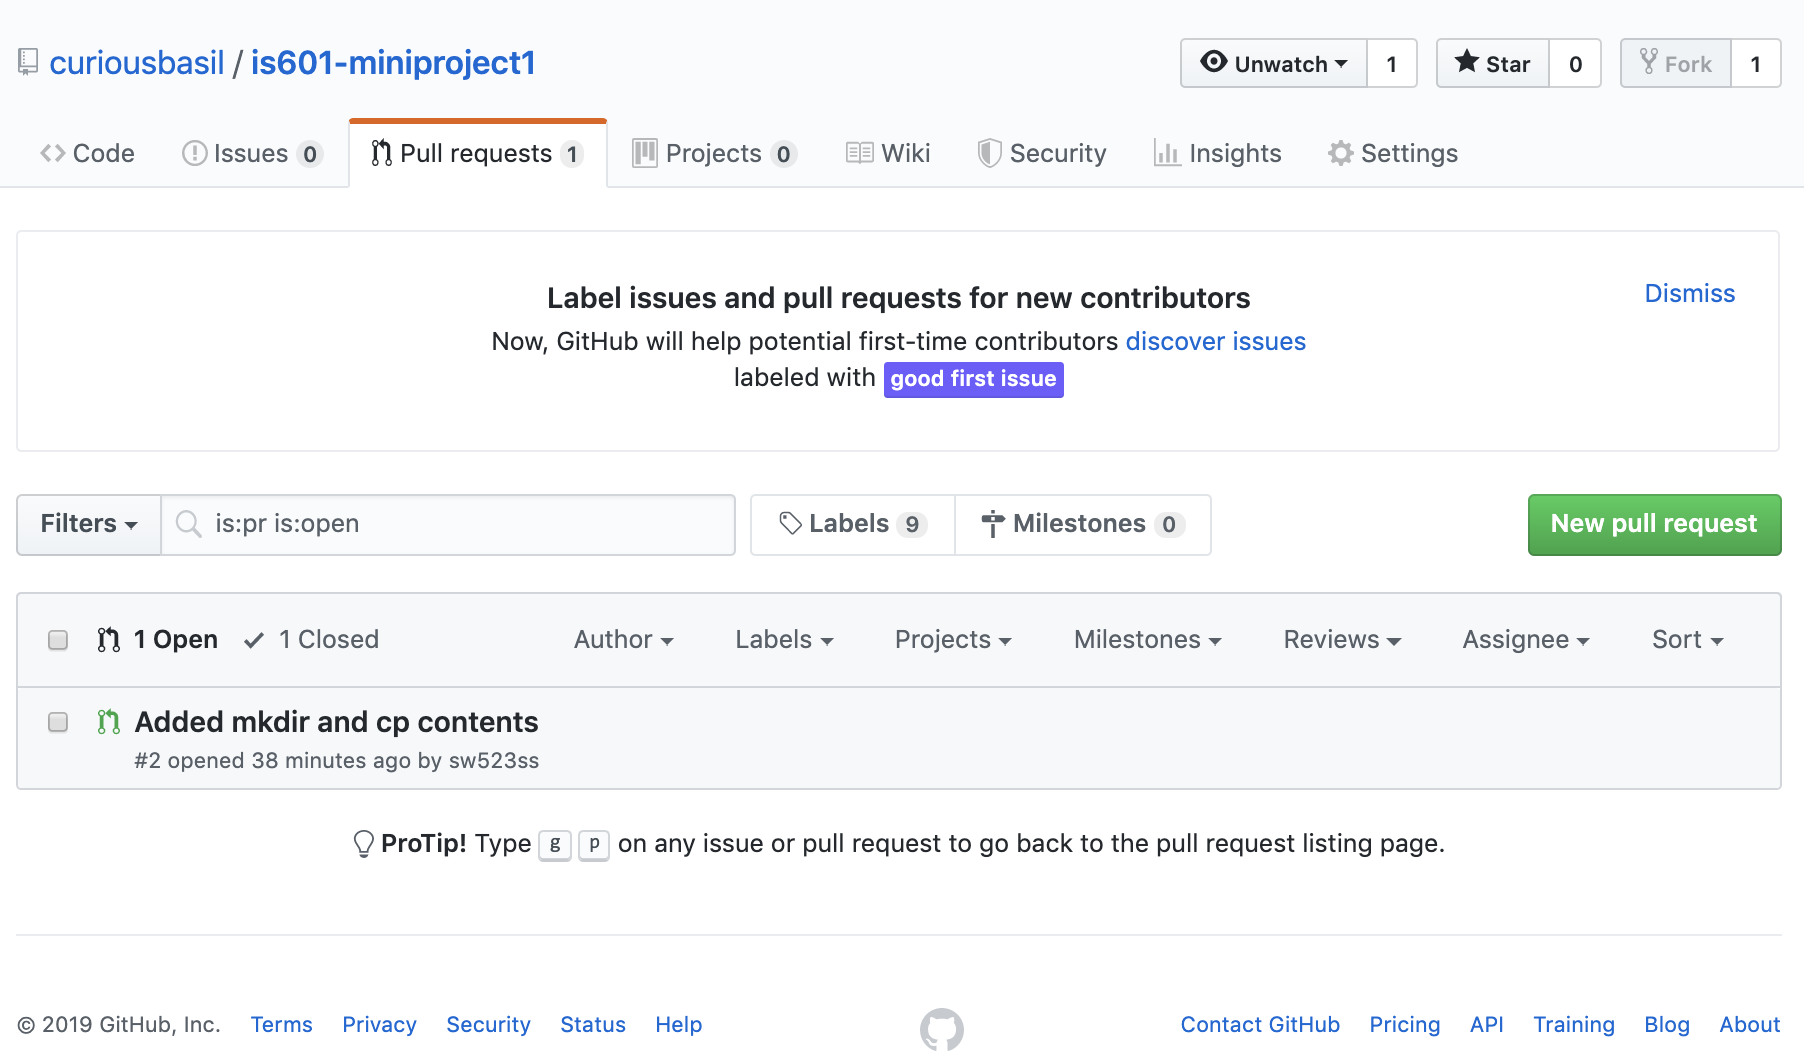 curiousbasil / is601-miniproject1
Unwatch 1
Star 0
Fork 1
Code
Issues 0
Pull requests 1
Projects 0
Wiki
Security
Insights
Settings
Label issues and pull requests for new contributors
Dismiss
Now, GitHub will help potential first-time contributors discover issues
labeled with good first issue
Filters
is:pr is:open
Labels 9
Milestones 0
New pull request
1 Open
1 Closed
Author
Labels
Projects
Milestones
Reviews
Assignee
Sort
Added mkdir and cp contents
#2 opened 38 minutes ago by sw523ss
ProTip! Type g p on any issue or pull request to go back to the pull request listing page.
© 2019 GitHub, Inc.
Terms
Privacy
Security
Status
Help
Contact GitHub
Pricing
API
Training
Blog
About